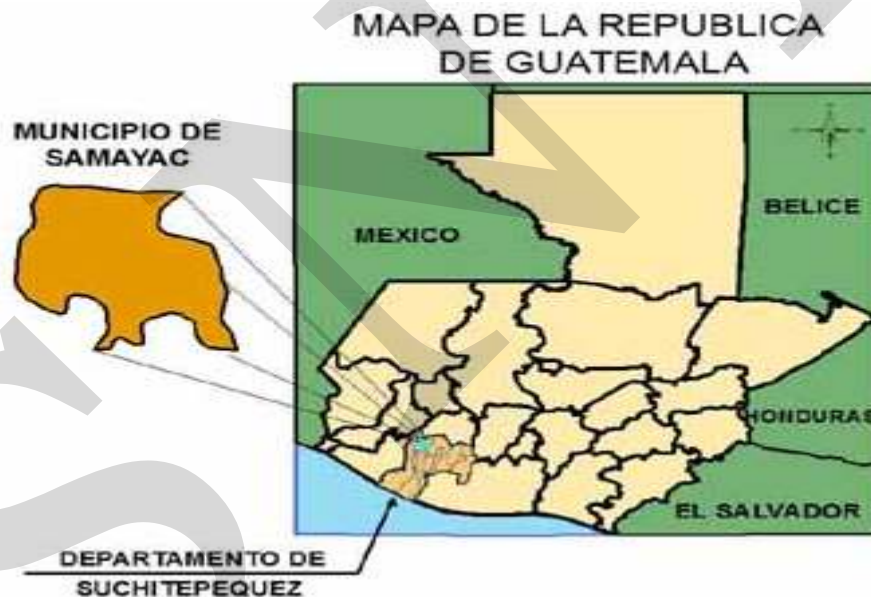 MAPA DE LA REPUBLICA
DE GUATEMALA
MUNICIPIO DE
SAMAYAC
MEXICO
BELICE
HONDURAS
EL SALVADOR
DEPARTAMENTO DE
SUCHITEPEQUEZ